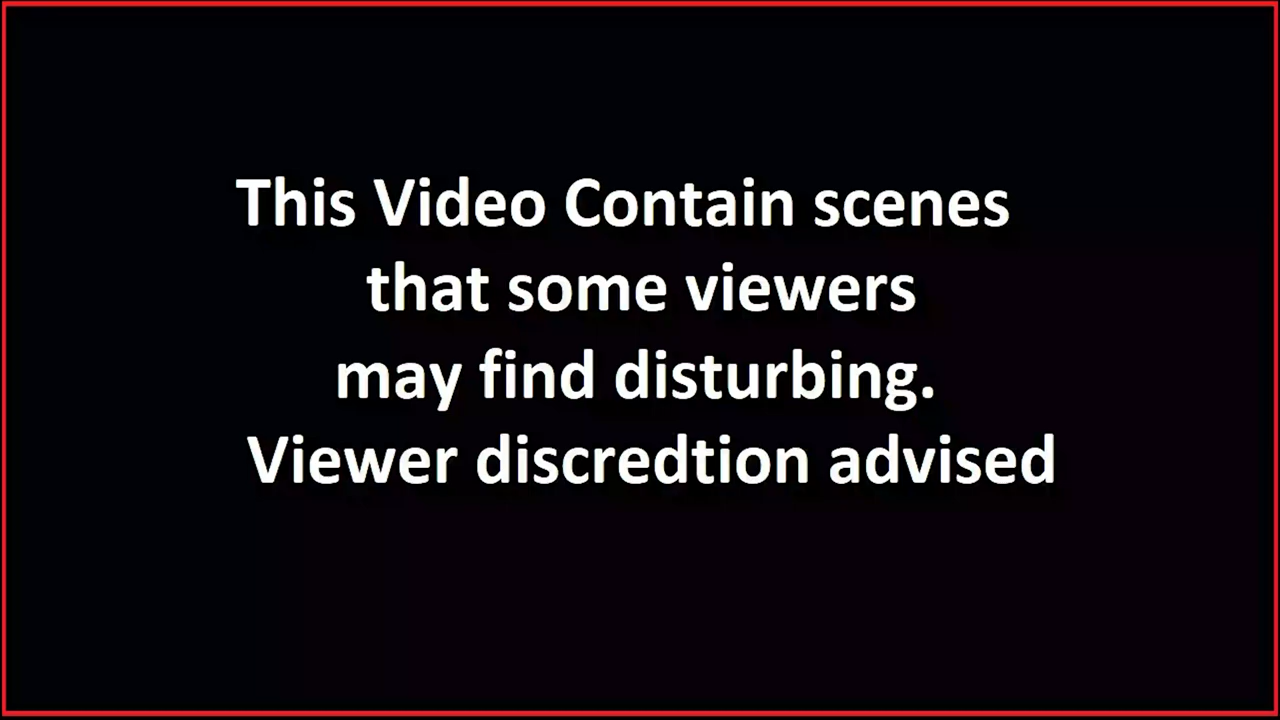 This Video Contain scenes
that some viewers
may find disturbing.
Viewer discredtion advised